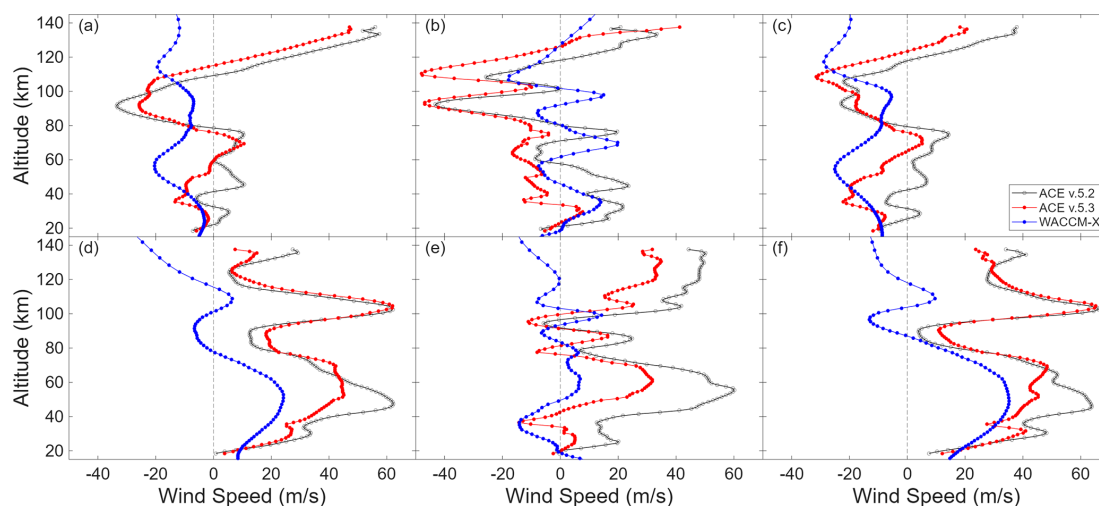 (a) (b) (c)
140
120
100
80
60
40
20
Altitude (km)
ACE v.5.2
ACE v.5.3
WACCM-X
(d) (e) (f)
140
120
100
80
60
40
20
Altitude (km)
-40 -20 0 20 40 60 -40 -20 0 20 40 60 -40 -20 0 20 40 60
Wind Speed (m/s) Wind Speed (m/s) Wind Speed (m/s)